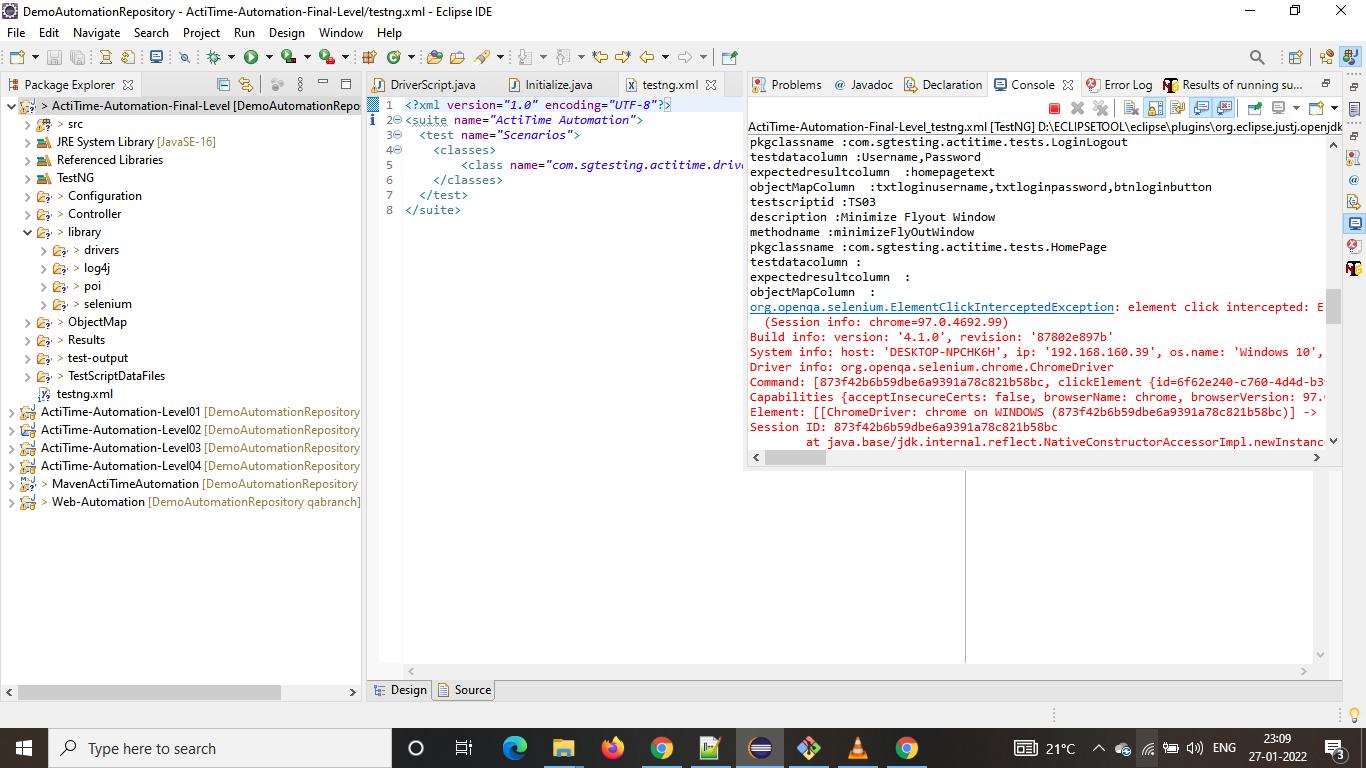 DemoAutomationRepository - ActiTime-Automation-Final-Level/testng.xml - Eclipse IDE
File Edit Navigate Search Project Run Design Window Help
Package Explorer
> ActiTime-Automation-Final-Level [DemoAutomationRepo
> src
JRE System Library [JavaSE-16]
Referenced Libraries
TestNG
> Configuration
> Controller
> library
> drivers
> log4j
> poi
> selenium
> ObjectMap
> Results
> test-output
> TestScriptDataFiles
testng.xml
ActiTime-Automation-Level01 [DemoAutomationRepository
ActiTime-Automation-Level02 [DemoAutomationRepository
ActiTime-Automation-Level03 [DemoAutomationRepository
ActiTime-Automation-Level04 [DemoAutomationRepository
> MavenActiTimeAutomation [DemoAutomationRepository
> Web-Automation [DemoAutomationRepository qabranch]
DriverScript.java Initialize.java testng.xml
1 <?xml version="1.0" encoding="UTF-8"?>
2 <suite name="ActiTime Automation">
3 <test name="Scenarios">
4 <classes>
5 <class name="com.sgtesting.actitime.drive
6 </classes>
7 </test>
8 </suite>
Design Source
Problems Javadoc Declaration Console Error Log Results of running su...
ActiTime-Automation-Final-Level_testng.xml [TestNG] D:\ECLIPSETOOL\eclipse\plugins\org.eclipse.justj.openjdk
pkgclassname :com.sgtesting.actitime.tests.LoginLogout
testdatacolumn :Username,Password
expectedresultcolumn :homepagetext
objectMapColumn :txtloginusername,txtloginpassword,btnloginbutton
testscriptid :TS03
description :Minimize Flyout Window
methodname :minimizeFlyOutWindow
pkgclassname :com.sgtesting.actitime.tests.HomePage
testdatacolumn :
expectedresultcolumn :
objectMapColumn :
org.openqa.selenium.ElementClickInterceptedException: element click intercepted: E
(Session info: chrome=97.0.4692.99)
Build info: version: '4.1.0', revision: '87802e897b'
System info: host: 'DESKTOP-NPCHK6H', ip: '192.168.160.39', os.name: 'Windows 10',
Driver info: org.openqa.selenium.chrome.ChromeDriver
Command: [873f42b6b59dbe6a9391a78c821b58bc, clickElement {id=6f62e240-c760-4d4d-b39
Capabilities {acceptInsecureCerts: false, browserName: chrome, browserVersion: 97.0
Element: [[ChromeDriver: chrome on WINDOWS (873f42b6b59dbe6a9391a78c821b58bc)] ->
Session ID: 873f42b6b59dbe6a9391a78c821b58bc
at java.base/jdk.internal.reflect.NativeConstructorAccessorImpl.newInstanc
Type here to search
21°C
ENG
23:09
27-01-2022
3